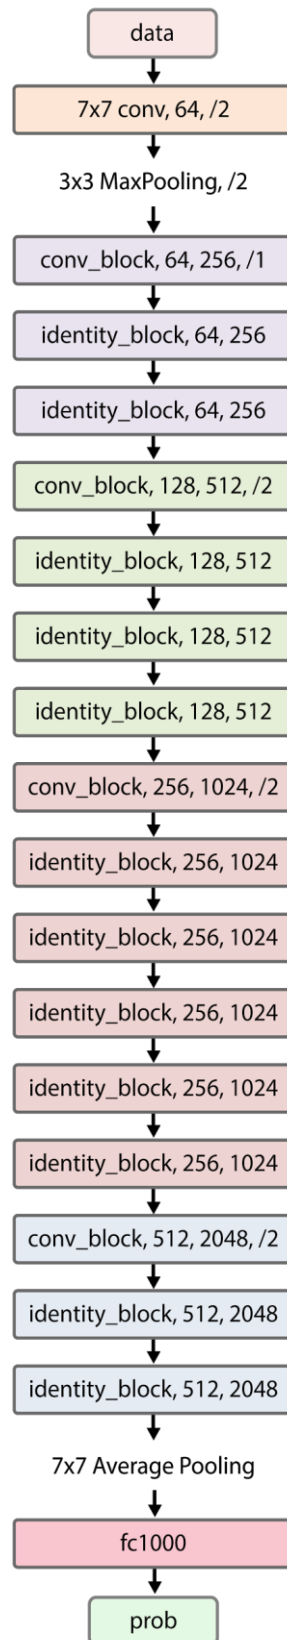 data
7x7 conv, 64, /2
3x3 MaxPooling, /2
conv_block, 64, 256, /1
identity_block, 64, 256
identity_block, 64, 256
conv_block, 128, 512, /2
identity_block, 128, 512
identity_block, 128, 512
identity_block, 128, 512
conv_block, 256, 1024, /2
identity_block, 256, 1024
identity_block, 256, 1024
identity_block, 256, 1024
identity_block, 256, 1024
identity_block, 256, 1024
conv_block, 512, 2048, /2
identity_block, 512, 2048
identity_block, 512, 2048
7x7 Average Pooling
fc1000
prob